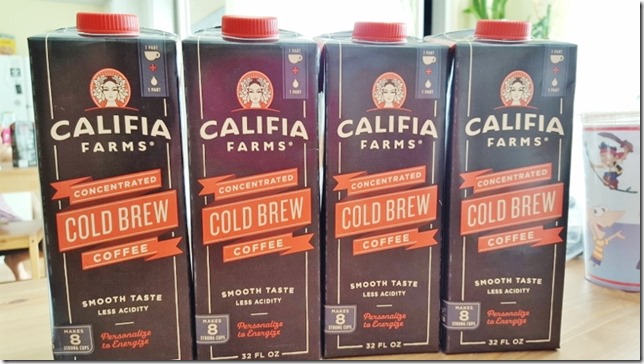 1 PART
+
1 PART
CALIFIA
FARMS®
CONCENTRATED
COLD BREW
COFFEE
SMOOTH TASTE
LESS ACIDITY
MAKES
8
STRONG CUPS
Personalize
to Energize
1 PART
+
1 PART
CALIFIA
FARMS®
CONCENTRATED
COLD BREW
COFFEE
SMOOTH TASTE
LESS ACIDITY
MAKES
8
STRONG CUPS
Personalize
to Energize
32 FL OZ
1 PART
+
1 PART
CALIFIA
FARMS®
CONCENTRATED
COLD BREW
COFFEE
SMOOTH TASTE
LESS ACIDITY
MAKES
8
STRONG CUPS
Personalize
to Energize
32 FL OZ
1 PART
+
1 PART
CALIFIA
FARMS®
CONCENTRATED
COLD BREW
COFFEE
SMOOTH TASTE
LESS ACIDITY
MAKES
8
STRONG CUPS
Personalize
to Energize
32 FL OZ